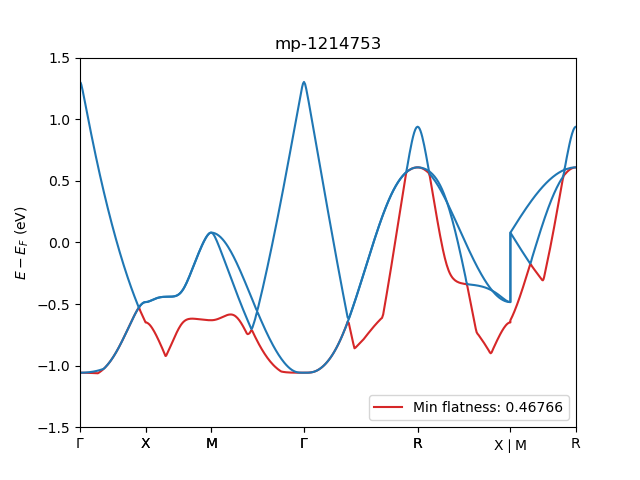 mp-1214753
E − E_F (eV)
1.5
1.0
0.5
0.0
−0.5
−1.0
−1.5
Min flatness: 0.46766
Γ X M Γ R X | M R